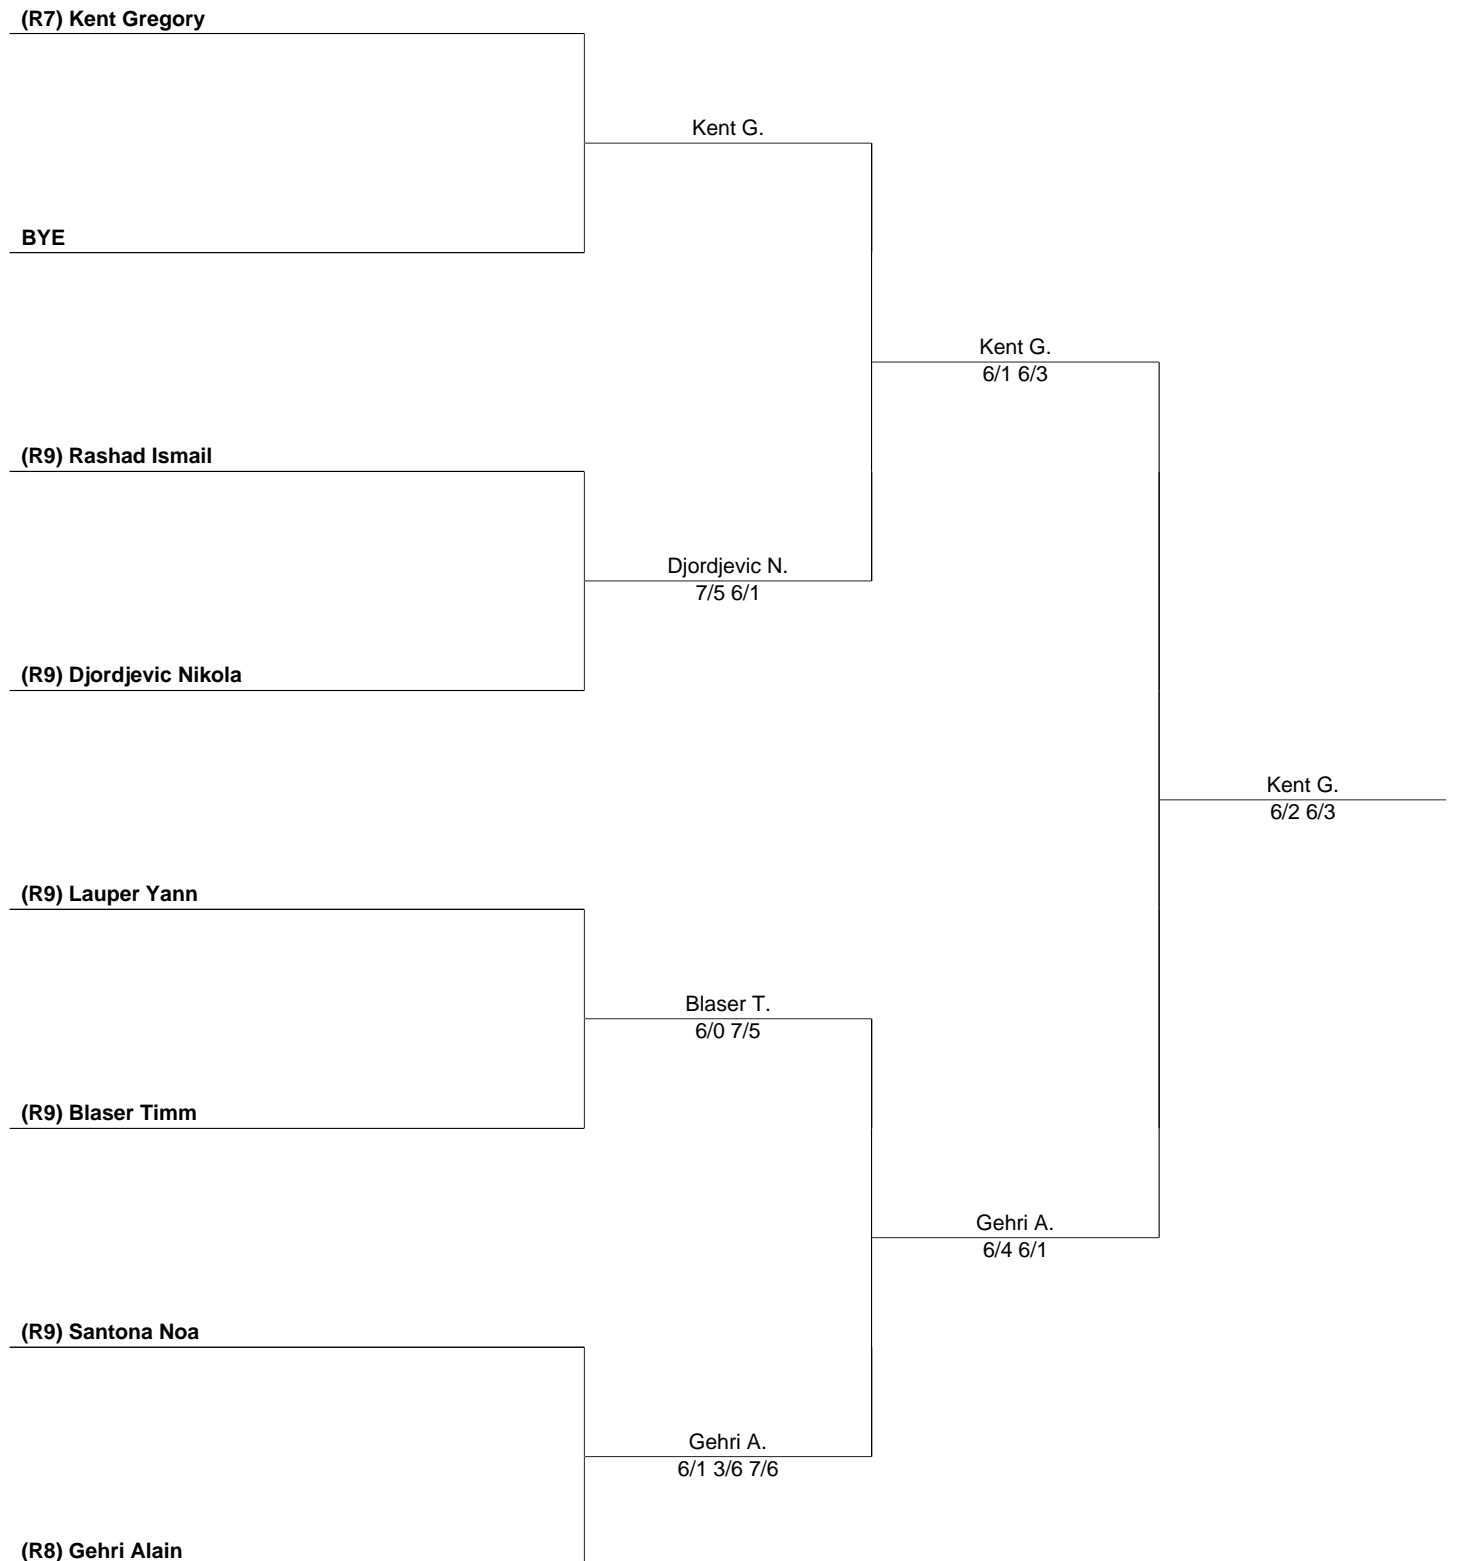 (R7) Kent Gregory
Kent G.
BYE
Kent G.
6/1 6/3
(R9) Rashad Ismail
Djordjevic N.
7/5 6/1
(R9) Djordjevic Nikola
Kent G.
6/2 6/3
(R9) Lauper Yann
Blaser T.
6/0 7/5
(R9) Blaser Timm
Gehri A.
6/4 6/1
(R9) Santona Noa
Gehri A.
6/1 3/6 7/6
(R8) Gehri Alain